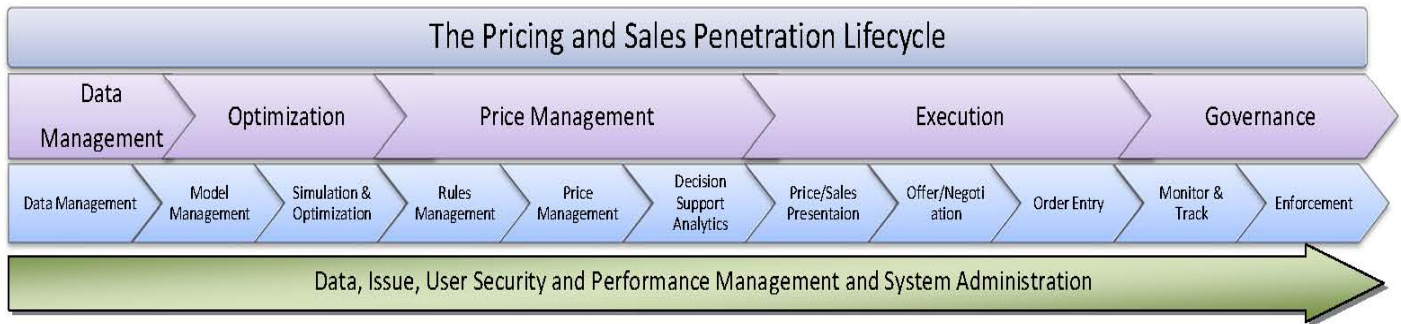 The Pricing and Sales Penetration Lifecycle
Data
Management
Optimization
Price Management
Execution
Governance
Data Management
Model
Management
Simulation &
Optimization
Rules
Management
Price
Management
Decision
Support
Analytics
Price/Sales
Presentaion
Offer/Negoti
ation
Order Entry
Monitor &
Track
Enforcement
Data, Issue, User Security and Performance Management and System Administration